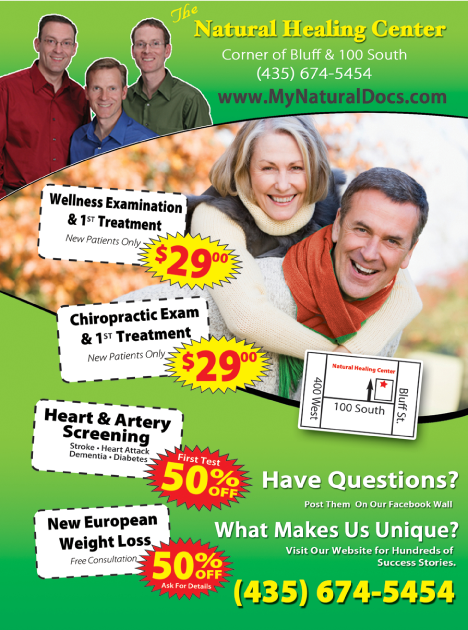 The
Natural Healing Center
Corner of Bluff & 100 South
(435) 674-5454
www.MyNaturalDocs.com
Wellness Examination
& 1ST Treatment
New Patients Only
$29.00
Chiropractic Exam
& 1ST Treatment
New Patients Only
$29.00
Natural Healing Center
400 West
Bluff St.
100 South
Heart & Artery
Screening
Stroke • Heart Attack
Dementia • Diabetes
First Test
50%
OFF
Have Questions?
Post Them On Our Facebook Wall
New European
Weight Loss
Free Consultation
50%
OFF
Ask For Details
What Makes Us Unique?
Visit Our Website for Hundreds of
Success Stories.
(435) 674-5454